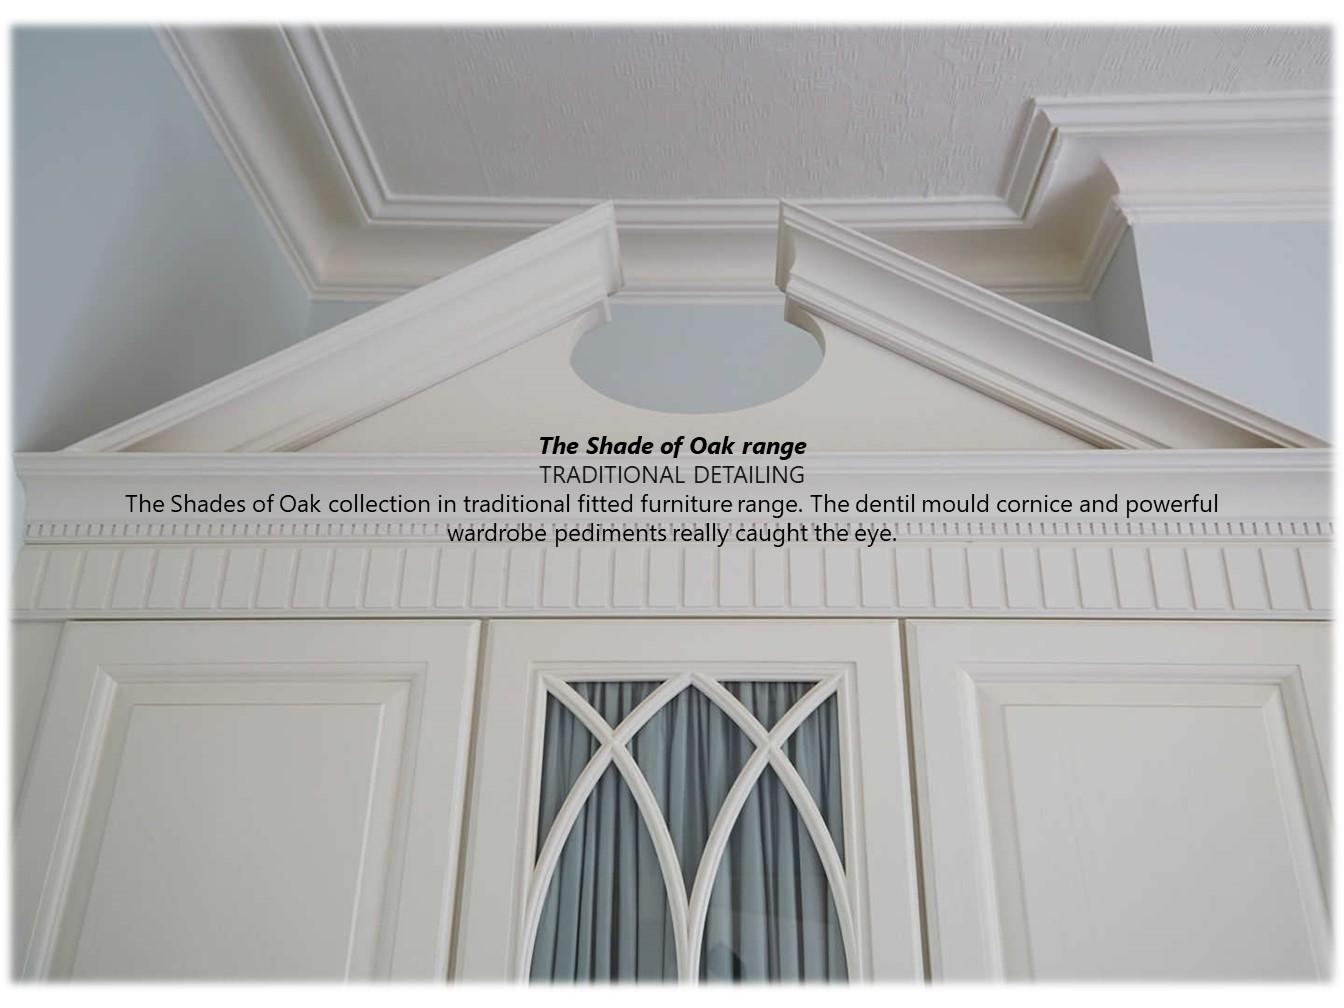 The Shade of Oak range
TRADITIONAL DETAILING
The Shades of Oak collection in traditional fitted furniture range. The dentil mould cornice and powerful
wardrobe pediments really caught the eye.